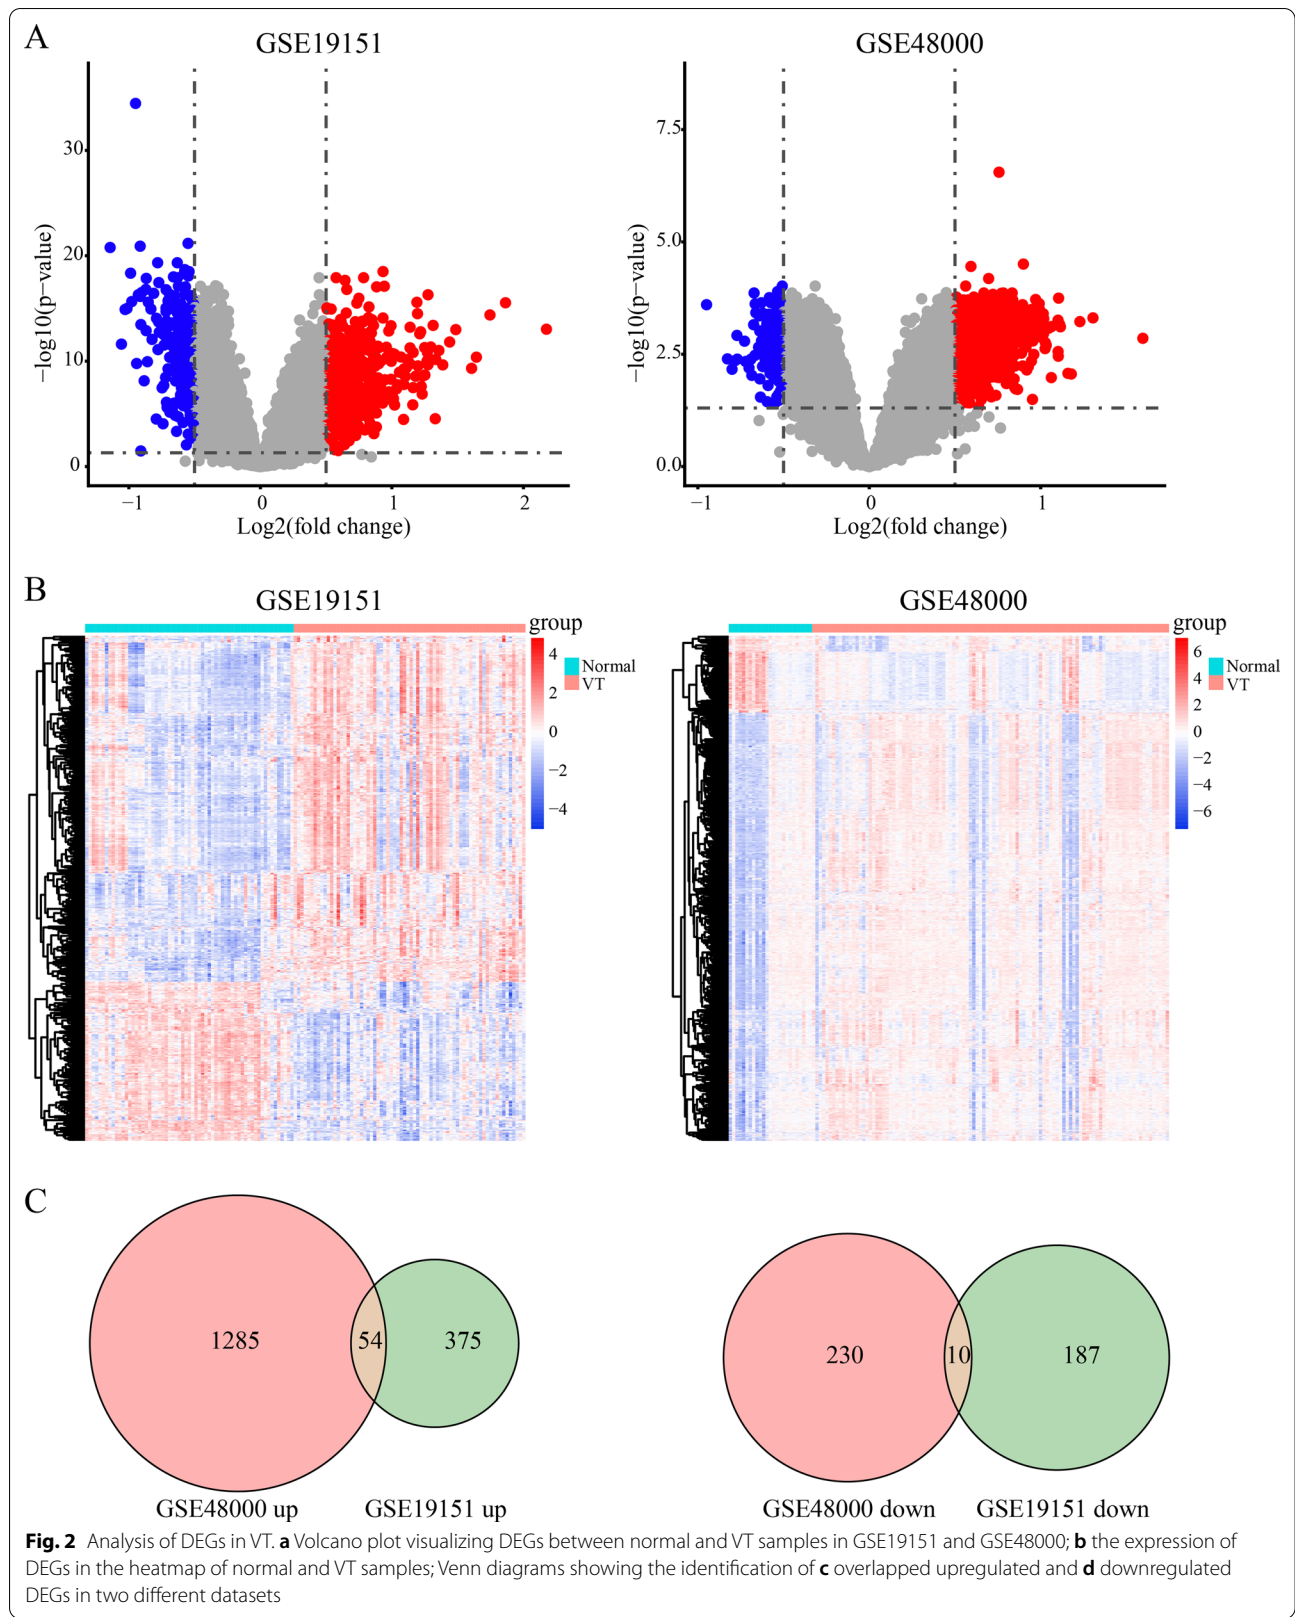 A
GSE19151
GSE48000
−log10(p−value)
30
20
10
0
−1
0
1
2
Log2(fold change)
−log10(p−value)
7.5
5.0
2.5
0.0
−1
0
1
Log2(fold change)
B
GSE19151
GSE48000
group
4
2
0
−2
−4
Normal
VT
group
6
4
2
0
−2
−4
−6
Normal
VT
C
1285
54
375
230
10
187
GSE48000 up
GSE19151 up
GSE48000 down
GSE19151 down
Fig. 2 Analysis of DEGs in VT. a Volcano plot visualizing DEGs between normal and VT samples in GSE19151 and GSE48000; b the expression of
DEGs in the heatmap of normal and VT samples; Venn diagrams showing the identification of c overlapped upregulated and d downregulated
DEGs in two different datasets